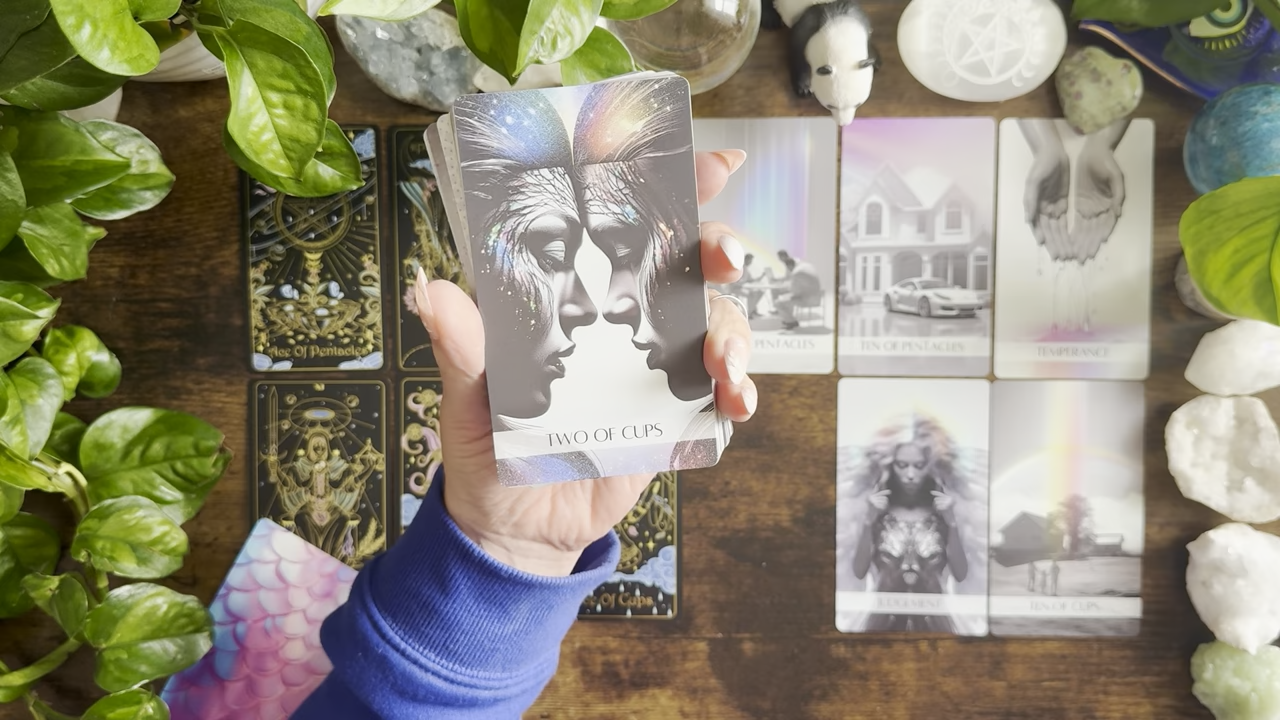 Ace Of Pentacles
TWO OF CUPS
PENTACLES
TEN OF PENTACLES
TEMPERANCE
Of Cups
JUDGEMENT
TEN OF CUPS